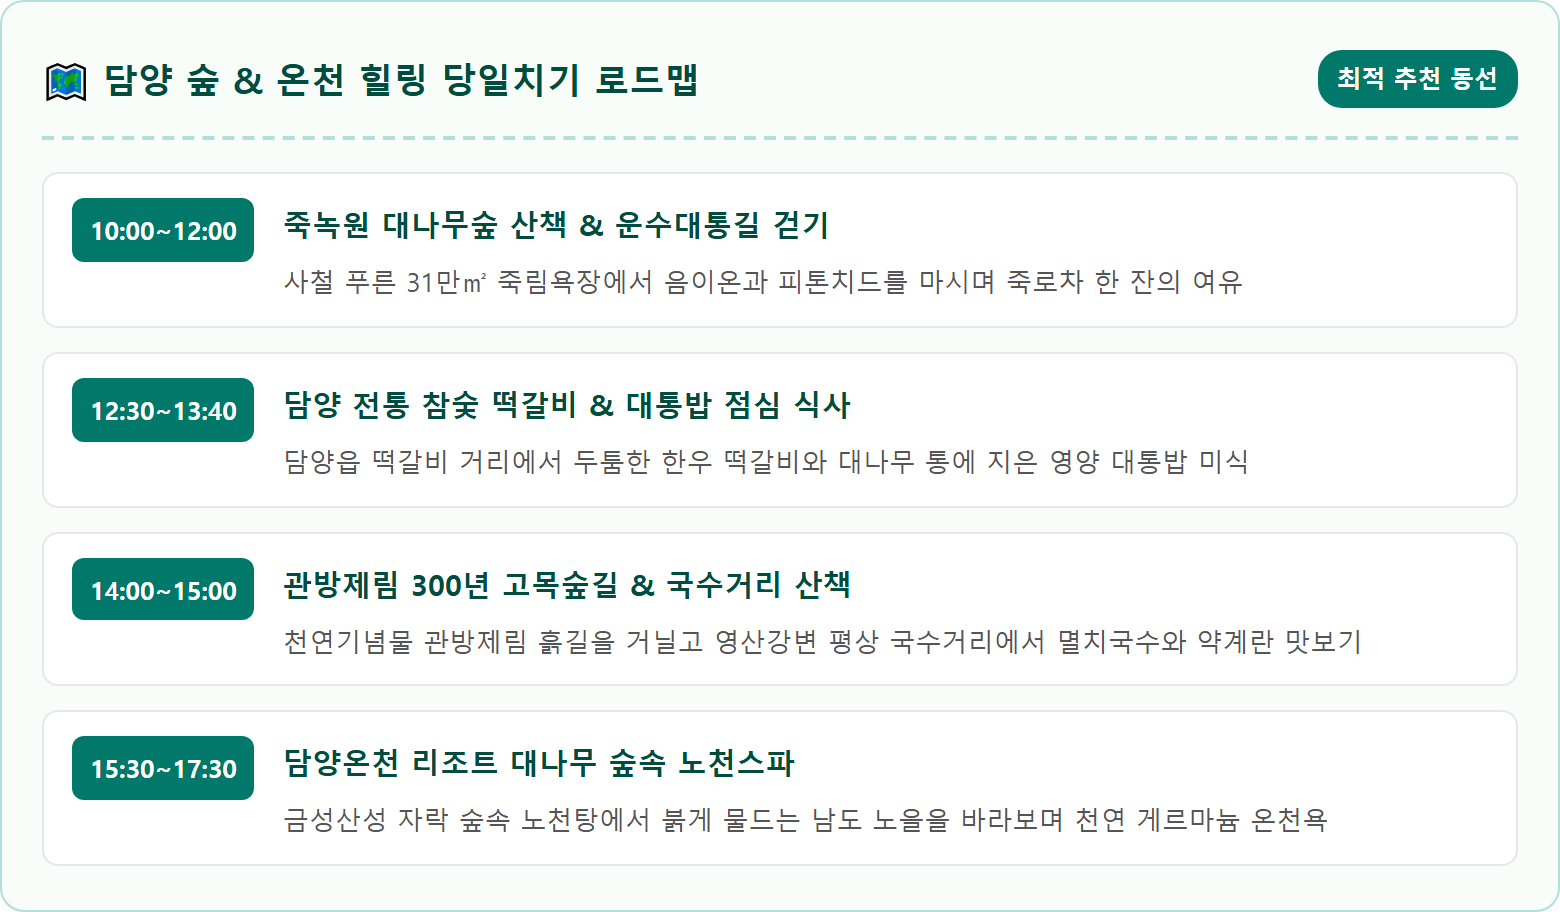 담양 숲 & 온천 힐링 당일치기 로드맵
최적 추천 동선
10:00~12:00
죽녹원 대나무숲 산책 & 운수대통길 걷기
사철 푸른 31만㎡ 죽림욕장에서 음이온과 피톤치드를 마시며 죽로차 한 잔의 여유
12:30~13:40
담양 전통 참숯 떡갈비 & 대통밥 점심 식사
담양읍 떡갈비 거리에서 두툼한 한우 떡갈비와 대나무 통에 지은 영양 대통밥 미식
14:00~15:00
관방제림 300년 고목숲길 & 국수거리 산책
천연기념물 관방제림 흙길을 거닐고 영산강변 평상 국수거리에서 멸치국수와 약계란 맛보기
15:30~17:30
담양온천 리조트 대나무 숲속 노천스파
금성산성 자락 숲속 노천탕에서 붉게 물드는 남도 노을을 바라보며 천연 게르마늄 온천욕